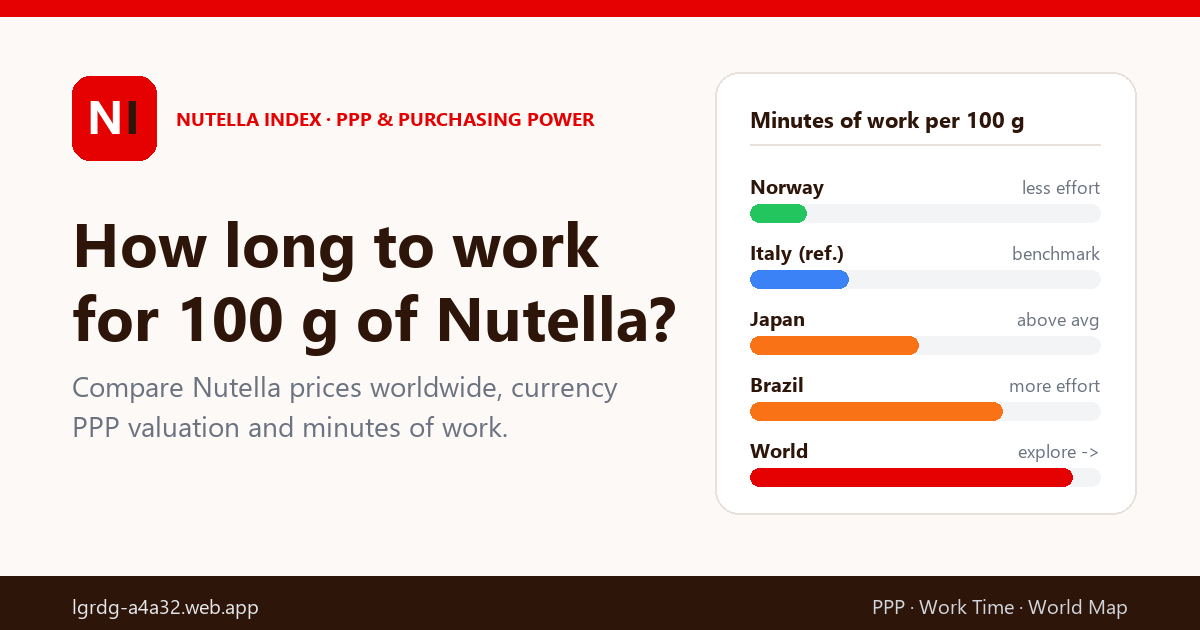 NI
NUTELLA INDEX · PPP & PURCHASING POWER
How long to work
for 100 g of Nutella?
Compare Nutella prices worldwide, currency
PPP valuation and minutes of work.
Minutes of work per 100 g
Norway less effort
Italy (ref.) benchmark
Japan above avg
Brazil more effort
World explore ->
lgrdg-a4a32.web.app
PPP · Work Time · World Map